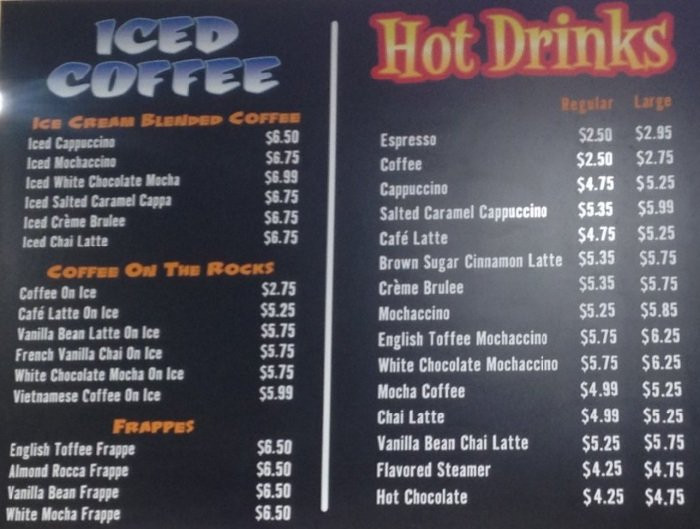 ICED
COFFEE
ICE CREAM BLENDED COFFEE
Iced Cappuccino $6.50
Iced Mochaccino $6.75
Iced White Chocolate Mocha $6.99
Iced Salted Caramel Cappa $6.75
Iced Crème Brulee $6.75
Iced Chai Latte $6.75
COFFEE ON THE ROCKS
Coffee On Ice $2.75
Café Latte On Ice $5.25
Vanilla Bean Latte On Ice $5.75
French Vanilla Chai On Ice $5.75
White Chocolate Mocha On Ice $5.75
Vietnamese Coffee On Ice $5.99
FRAPPES
English Toffee Frappe $6.50
Almond Rocca Frappe $6.50
Vanilla Bean Frappe $6.50
White Mocha Frappe $6.50
Hot Drinks
Regular Large
Espresso $2.50 $2.95
Coffee $2.50 $2.75
Cappuccino $4.75 $5.25
Salted Caramel Cappuccino $5.35 $5.99
Café Latte $4.75 $5.25
Brown Sugar Cinnamon Latte $5.35 $5.75
Crème Brulee $5.35 $5.75
Mochaccino $5.25 $5.85
English Toffee Mochaccino $5.75 $6.25
White Chocolate Mochaccino $5.75 $6.25
Mocha Coffee $4.99 $5.25
Chai Latte $4.99 $5.25
Vanilla Bean Chai Latte $5.25 $5.75
Flavored Steamer $4.25 $4.75
Hot Chocolate $4.25 $4.75